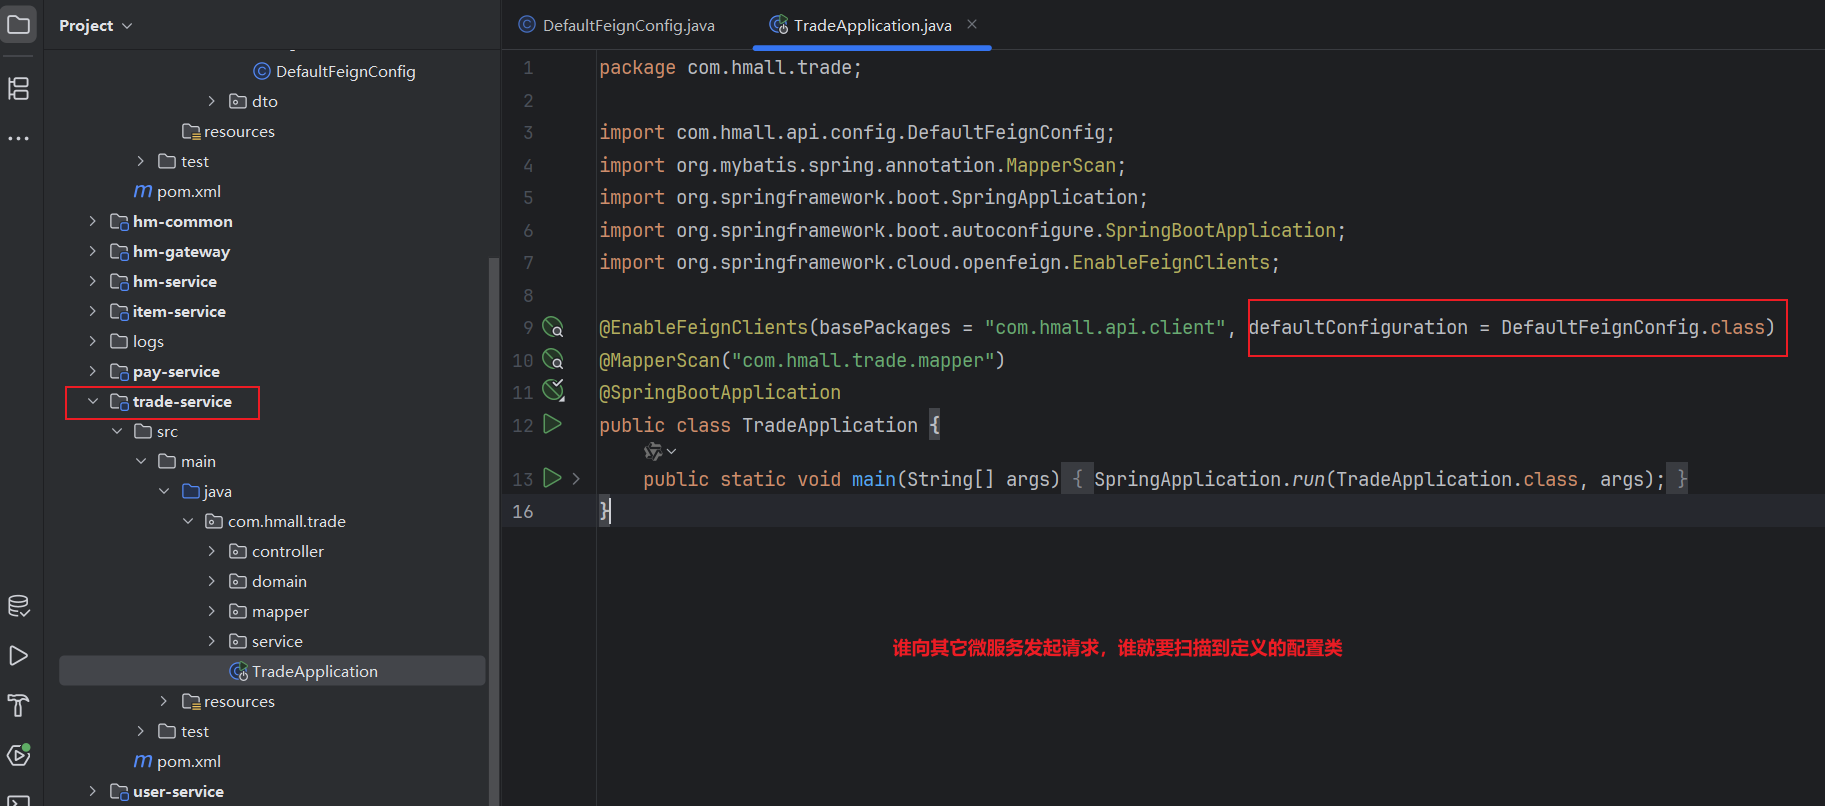 Project
DefaultFeignConfig
dto
resources
test
pom.xml
hm-common
hm-gateway
hm-service
item-service
logs
pay-service
trade-service
src
main
java
com.hmall.trade
controller
domain
mapper
service
TradeApplication
resources
test
pom.xml
user-service
DefaultFeignConfig.java
TradeApplication.java
1 package com.hmall.trade;
2
3 import com.hmall.api.config.DefaultFeignConfig;
4 import org.mybatis.spring.annotation.MapperScan;
5 import org.springframework.boot.SpringApplication;
6 import org.springframework.boot.autoconfigure.SpringBootApplication;
7 import org.springframework.cloud.openfeign.EnableFeignClients;
8
9 @EnableFeignClients(basePackages = "com.hmall.api.client", defaultConfiguration = DefaultFeignConfig.class)
10 @MapperScan("com.hmall.trade.mapper")
11 @SpringBootApplication
12 public class TradeApplication {
13 public static void main(String[] args) { SpringApplication.run(TradeApplication.class, args); }
16 }
谁向其它微服务发起请求，谁就要扫描到定义的配置类